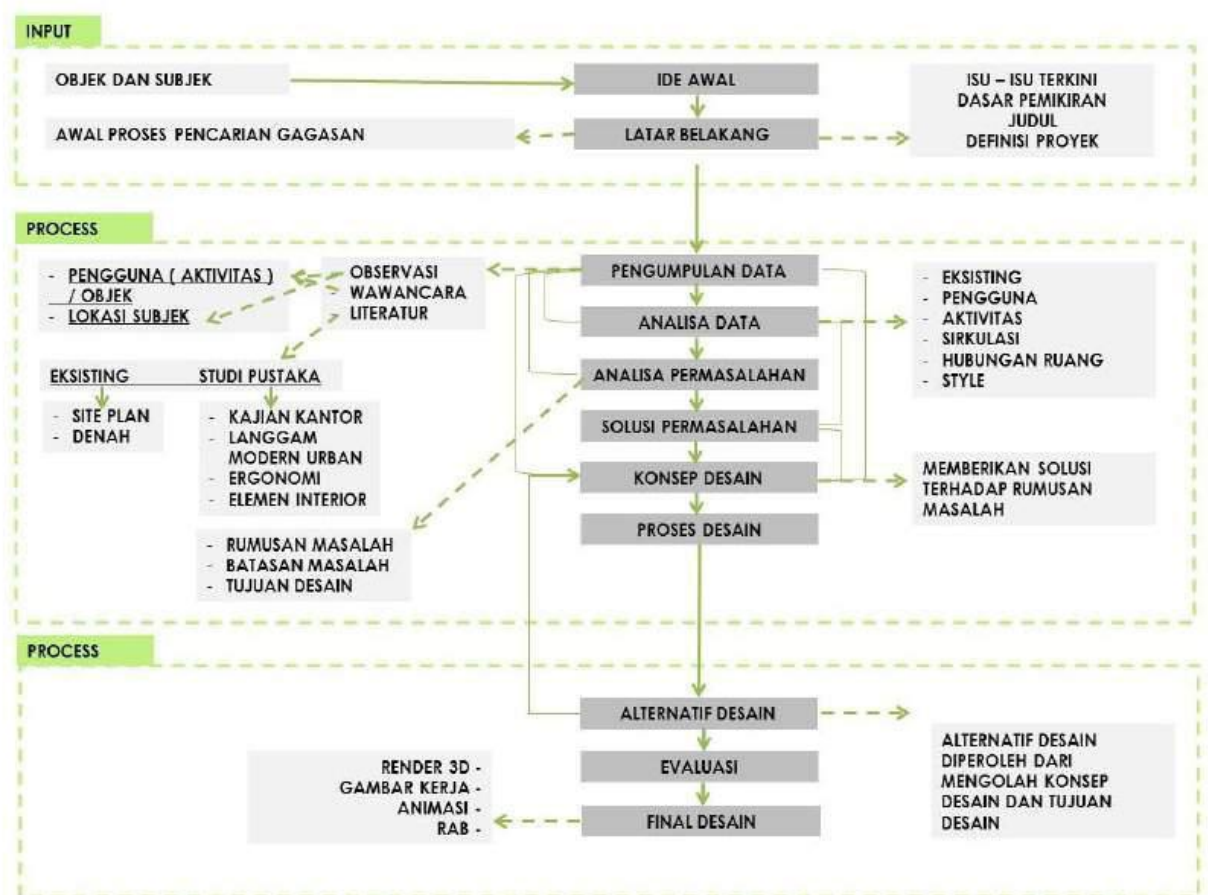 INPUT
OBJEK DAN SUBJEK
IDE AWAL
AWAL PROSES PENCARIAN GAGASAN
LATAR BELAKANG
ISU – ISU TERKINI
DASAR PEMIKIRAN
JUDUL
DEFINISI PROYEK
PROCESS
- PENGGUNA ( AKTIVITAS )
/ OBJEK
- LOKASI SUBJEK
- OBSERVASI
- WAWANCARA
- LITERATUR
PENGUMPULAN DATA
ANALISA DATA
ANALISA PERMASALAHAN
SOLUSI PERMASALAHAN
KONSEP DESAIN
PROSES DESAIN
- EKSISTING
- PENGGUNA
- AKTIVITAS
- SIRKULASI
- HUBUNGAN RUANG
- STYLE
EKSISTING
STUDI PUSTAKA
- SITE PLAN
- DENAH
- KAJIAN KANTOR
- LANGGAM
MODERN URBAN
- ERGONOMI
- ELEMEN INTERIOR
- RUMUSAN MASALAH
- BATASAN MASALAH
- TUJUAN DESAIN
MEMBERIKAN SOLUSI
TERHADAP RUMUSAN
MASALAH
PROCESS
ALTERNATIF DESAIN
EVALUASI
FINAL DESAIN
RENDER 3D -
GAMBAR KERJA -
ANIMASI -
RAB -
ALTERNATIF DESAIN
DIPEROLEH DARI
MENGOLAH KONSEP
DESAIN DAN TUJUAN
DESAIN